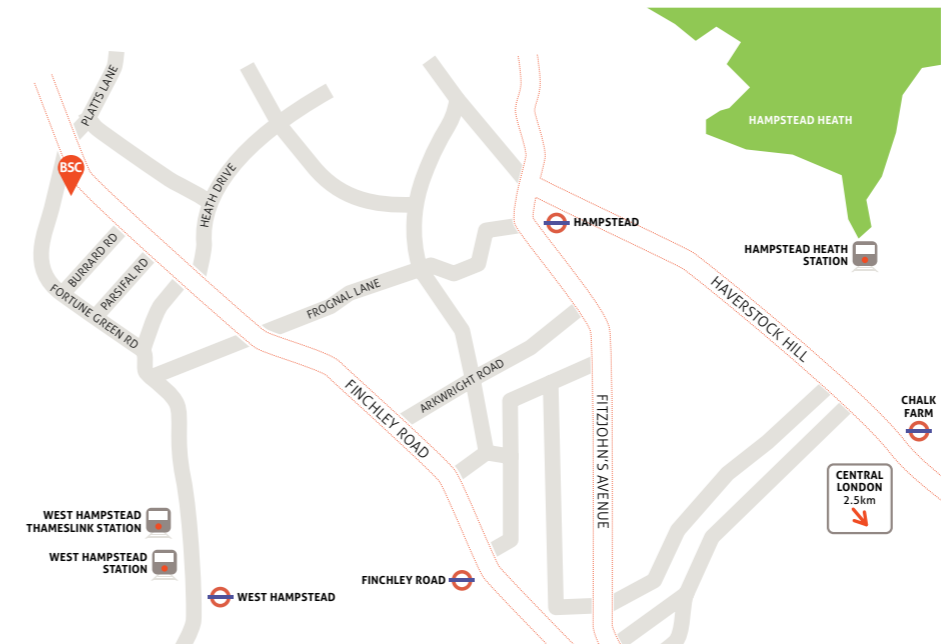 PLATTS LANE
HAMPSTEAD HEATH
BSC
HEATH DRIVE
HAMPSTEAD
BURRARD RD
HAMPSTEAD HEATH
STATION
PARSIFAL RD
FORTUNE GREEN RD
FROGNAL LANE
HAVERSTOCK HILL
ARKWRIGHT ROAD
FINCHLEY ROAD
FITZJOHN'S AVENUE
CHALK
FARM
CENTRAL
LONDON
2.5km
WEST HAMPSTEAD
THAMESLINK STATION
WEST HAMPSTEAD
STATION
FINCHLEY ROAD
WEST HAMPSTEAD